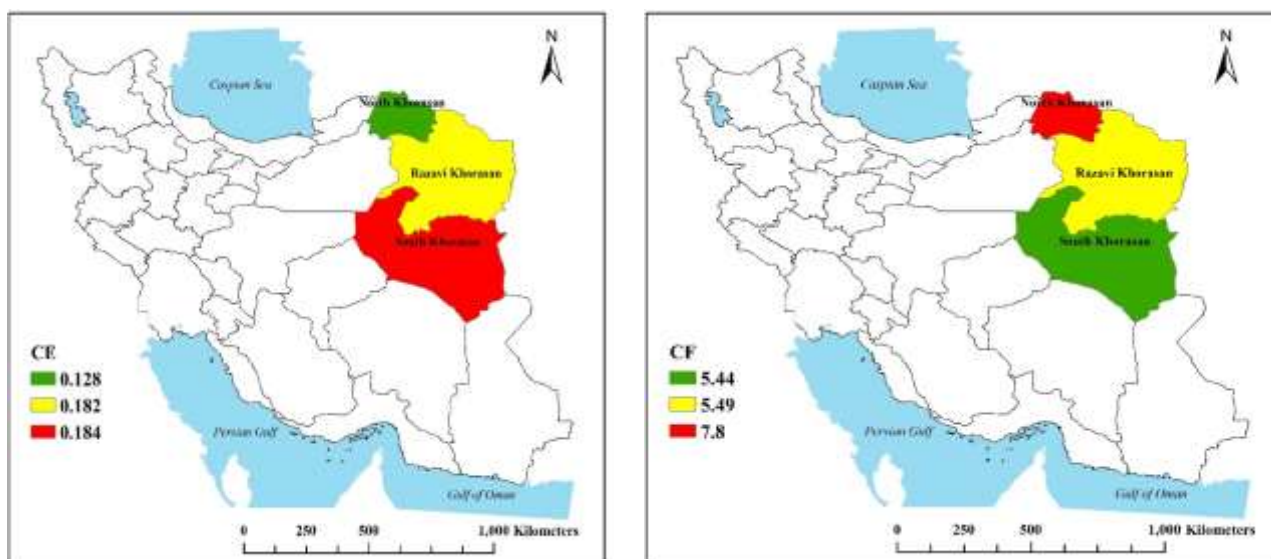 N
Caspian Sea
North Khorasan
Razavi Khorasan
South Khorasan
CE
0.128
0.182
0.184
Persian Gulf
Gulf of Oman
0 250 500 1,000 Kilometers
N
Caspian Sea
North Khorasan
Razavi Khorasan
South Khorasan
CF
5.44
5.49
7.8
Persian Gulf
Gulf of Oman
0 250 500 1,000 Kilometers